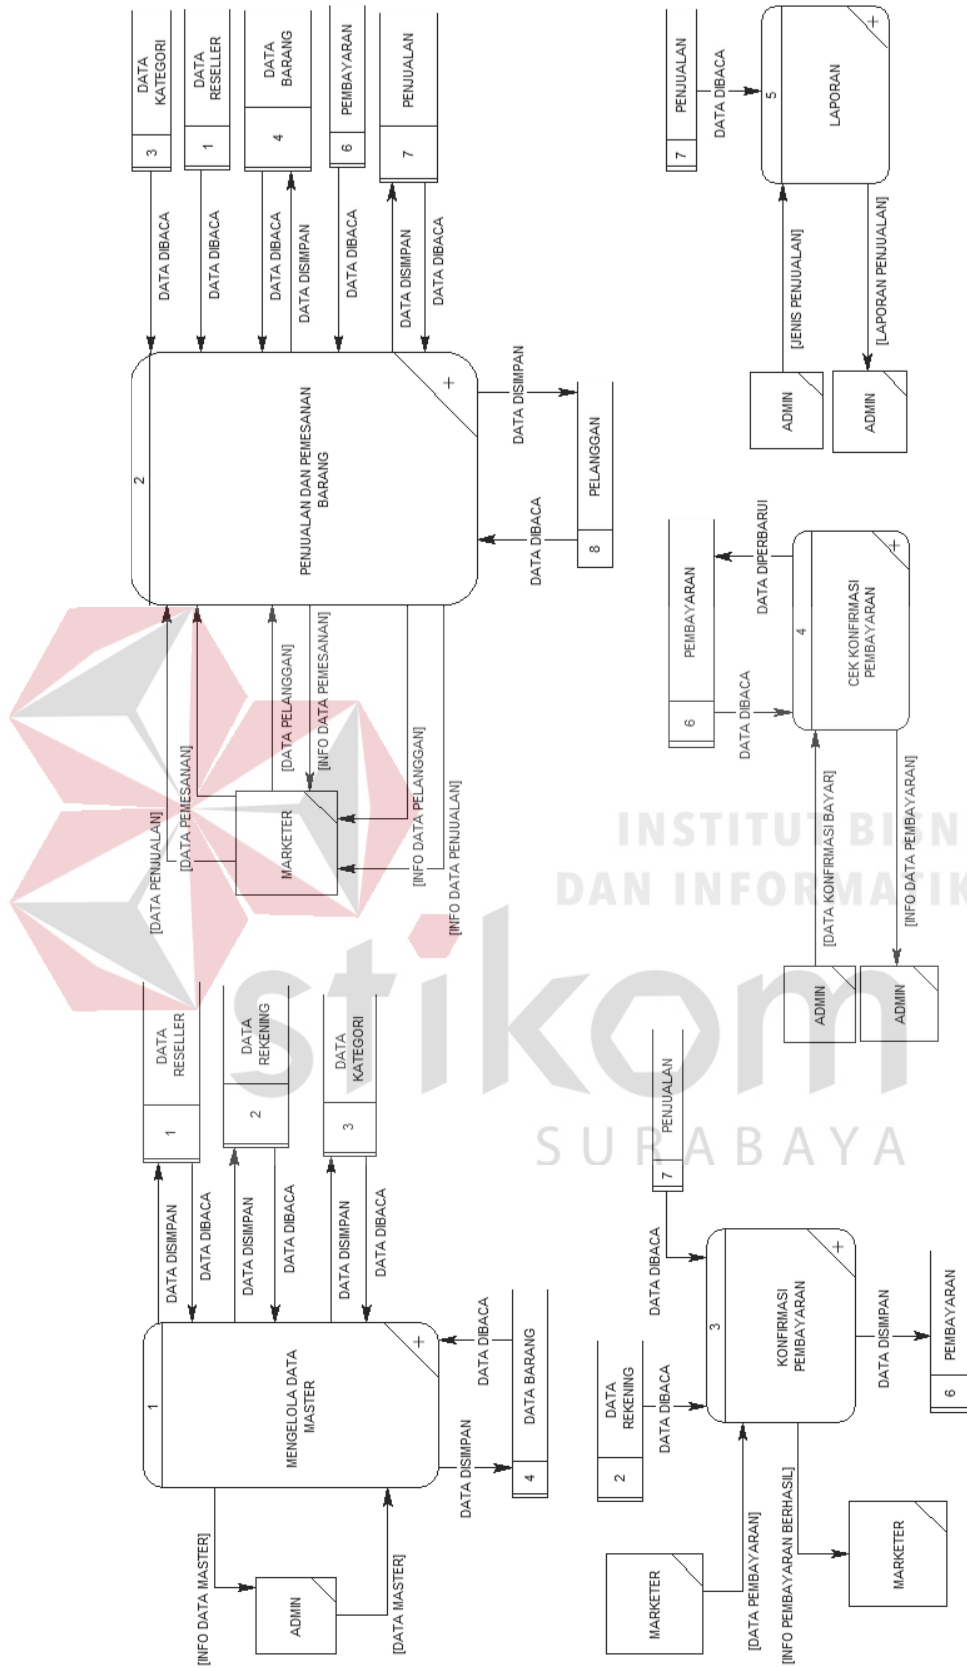 [INFO DATA MASTER]
ADMIN
[DATA MASTER]
1
MENGELOLA DATA
MASTER
+
DATA DISIMPAN
DATA DIBACA
DATA DISIMPAN
DATA DIBACA
DATA DISIMPAN
DATA DIBACA
1
DATA
RESELLER
2
DATA
REKENING
3
DATA
KATEGORI
DATA DISIMPAN
DATA DIBACA
4
DATA BARANG
[DATA PENJUALAN]
[DATA PEMESANAN]
MARKETER
[DATA PELANGGAN]
[INFO DATA PEMESANAN]
[INFO DATA PELANGGAN]
[INFO DATA PENJUALAN]
2
PENJUALAN DAN PEMESANAN
BARANG
+
DATA DIBACA
DATA DIBACA
DATA DIBACA
DATA DISIMPAN
DATA DIBACA
DATA DISIMPAN
DATA DIBACA
3
DATA
KATEGORI
1
DATA
RESELLER
4
DATA
BARANG
6
PEMBAYARAN
7
PENJUALAN
DATA DIBACA
DATA DISIMPAN
8
PELANGGAN
MARKETER
[DATA PEMBAYARAN]
[INFO PEMBAYARAN BERHASIL]
MARKETER
2
DATA
REKENING
DATA DIBACA
7
PENJUALAN
DATA DIBACA
3
KONFIRMASI
PEMBAYARAN
+
DATA DISIMPAN
6
PEMBAYARAN
ADMIN
ADMIN
[DATA KONFIRMASI BAYAR]
[INFO DATA PEMBAYARAN]
6
PEMBAYARAN
DATA DIBACA
DATA DIPERBARUI
4
CEK KONFIRMASI
PEMBAYARAN
+
ADMIN
ADMIN
[JENIS PENJUALAN]
[LAPORAN PENJUALAN]
7
PENJUALAN
DATA DIBACA
5
LAPORAN
+
INSTITUT BISN
DAN INFORMATIK
stikom
SURABAYA